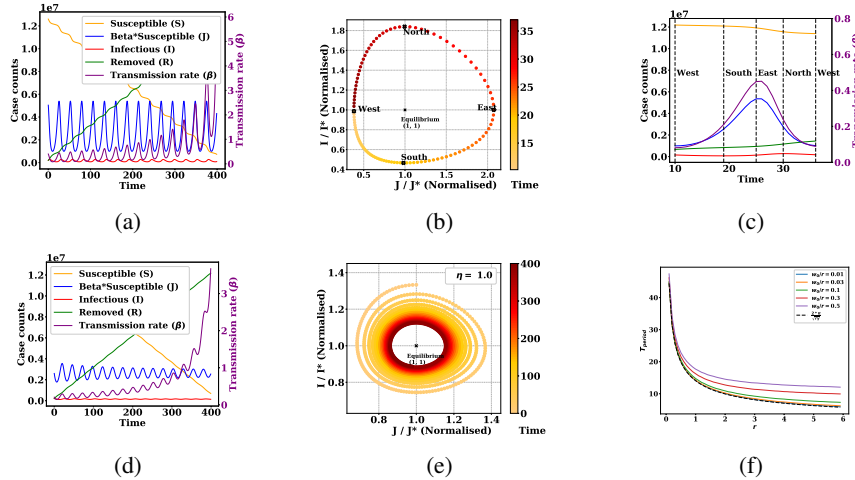 1e7
Susceptible (S)
Beta*Susceptible (J)
Infectious (I)
Removed (R)
Transmission rate (β)
Case counts
1.2
1.0
0.8
0.6
0.4
0.2
0.0
0 100 200 300 400
Time
6
5
4
3
2
1
0
Transmission rate (β)
(a)
I / I* (Normalised)
1.8
1.6
1.4
1.2
1.0
0.8
0.6
0.4
North
West
East
South
Equilibrium
(1, 1)
0.5 1.0 1.5 2.0
J / J* (Normalised)
35
30
25
20
15
Time
(b)
1e7
Case counts
1.2
1.0
0.8
0.6
0.4
0.2
0.0
West South East North West
10 20 30
Time
0.8
0.6
0.4
0.2
0.0
(c)
1e7
Susceptible (S)
Beta*Susceptible (J)
Infectious (I)
Removed (R)
Transmission rate (β)
Case counts
1.2
1.0
0.8
0.6
0.4
0.2
0.0
0 100 200 300 400
Time
3
2
1
0
Transmission rate (β)
(d)
η = 1.0
I / I* (Normalised)
1.4
1.2
1.0
0.8
Equilibrium
(1, 1)
0.8 1.0 1.2 1.4
J / J* (Normalised)
400
300
200
100
0
Time
(e)
w₀/r = 0.01
w₀/r = 0.03
w₀/r = 0.1
w₀/r = 0.3
w₀/r = 0.5
T period
40
30
20
10
0 1 2 3 4 5 6
r
(f)